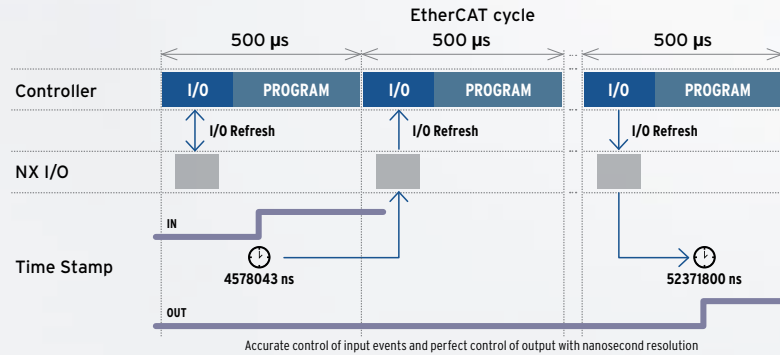 EtherCAT cycle
500 µs
500 µs
500 µs
...
Controller
I/O
PROGRAM
I/O
PROGRAM
I/O
PROGRAM
...
I/O Refresh
I/O Refresh
I/O Refresh
NX I/O
...
IN
Time Stamp
4578043 ns
52371800 ns
OUT
Accurate control of input events and perfect control of output with nanosecond resolution